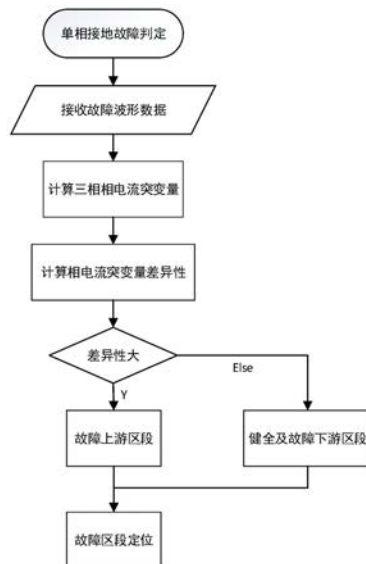 单相接地故障判定
接收故障波形数据
计算三相相电流突变量
计算相电流突变量差异性
差异性大
Else
Y
故障上游区段
健全及故障下游区段
故障区段定位